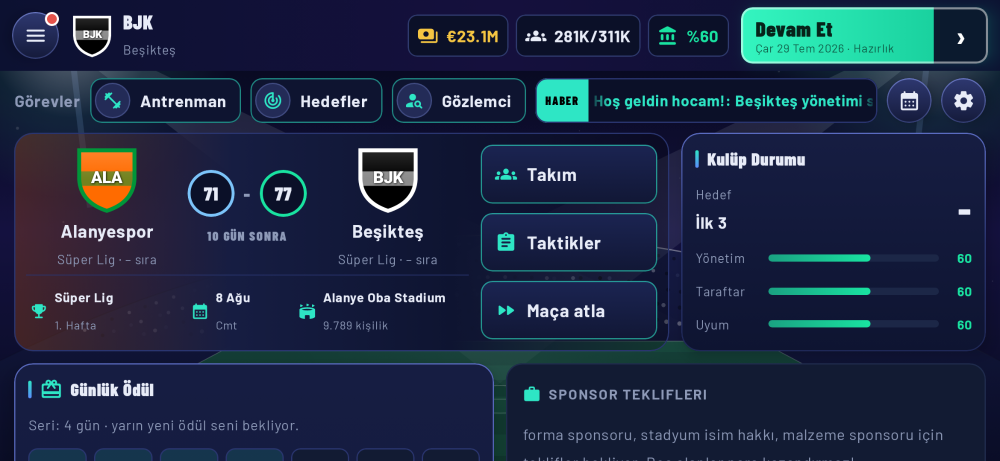 BJK
BJK
Beşiktaş
€23.1M
281K/311K
%60
Devam Et
Çar 29 Tem 2026 · Hazırlık
Görevler
Antrenman
Hedefler
Gözlemci
HABER
Hoş geldin hocam!: Beşiktaş yönetimi s
ALA
71 - 77
BJK
Alanyespor
10 GÜN SONRA
Beşiktaş
Süper Lig · – sıra
Süper Lig · – sıra
Süper Lig
1. Hafta
8 Ağu
Cmt
Alanye Oba Stadium
9.789 kişilik
Takım
Taktikler
Maça atla
Kulüp Durumu
Hedef
İlk 3
–
Yönetim 60
Taraftar 60
Uyum 60
Günlük Ödül
Seri: 4 gün · yarın yeni ödül seni bekliyor.
SPONSOR TEKLIFLERI
forma sponsoru, stadyum isim hakkı, malzeme sponsoru için